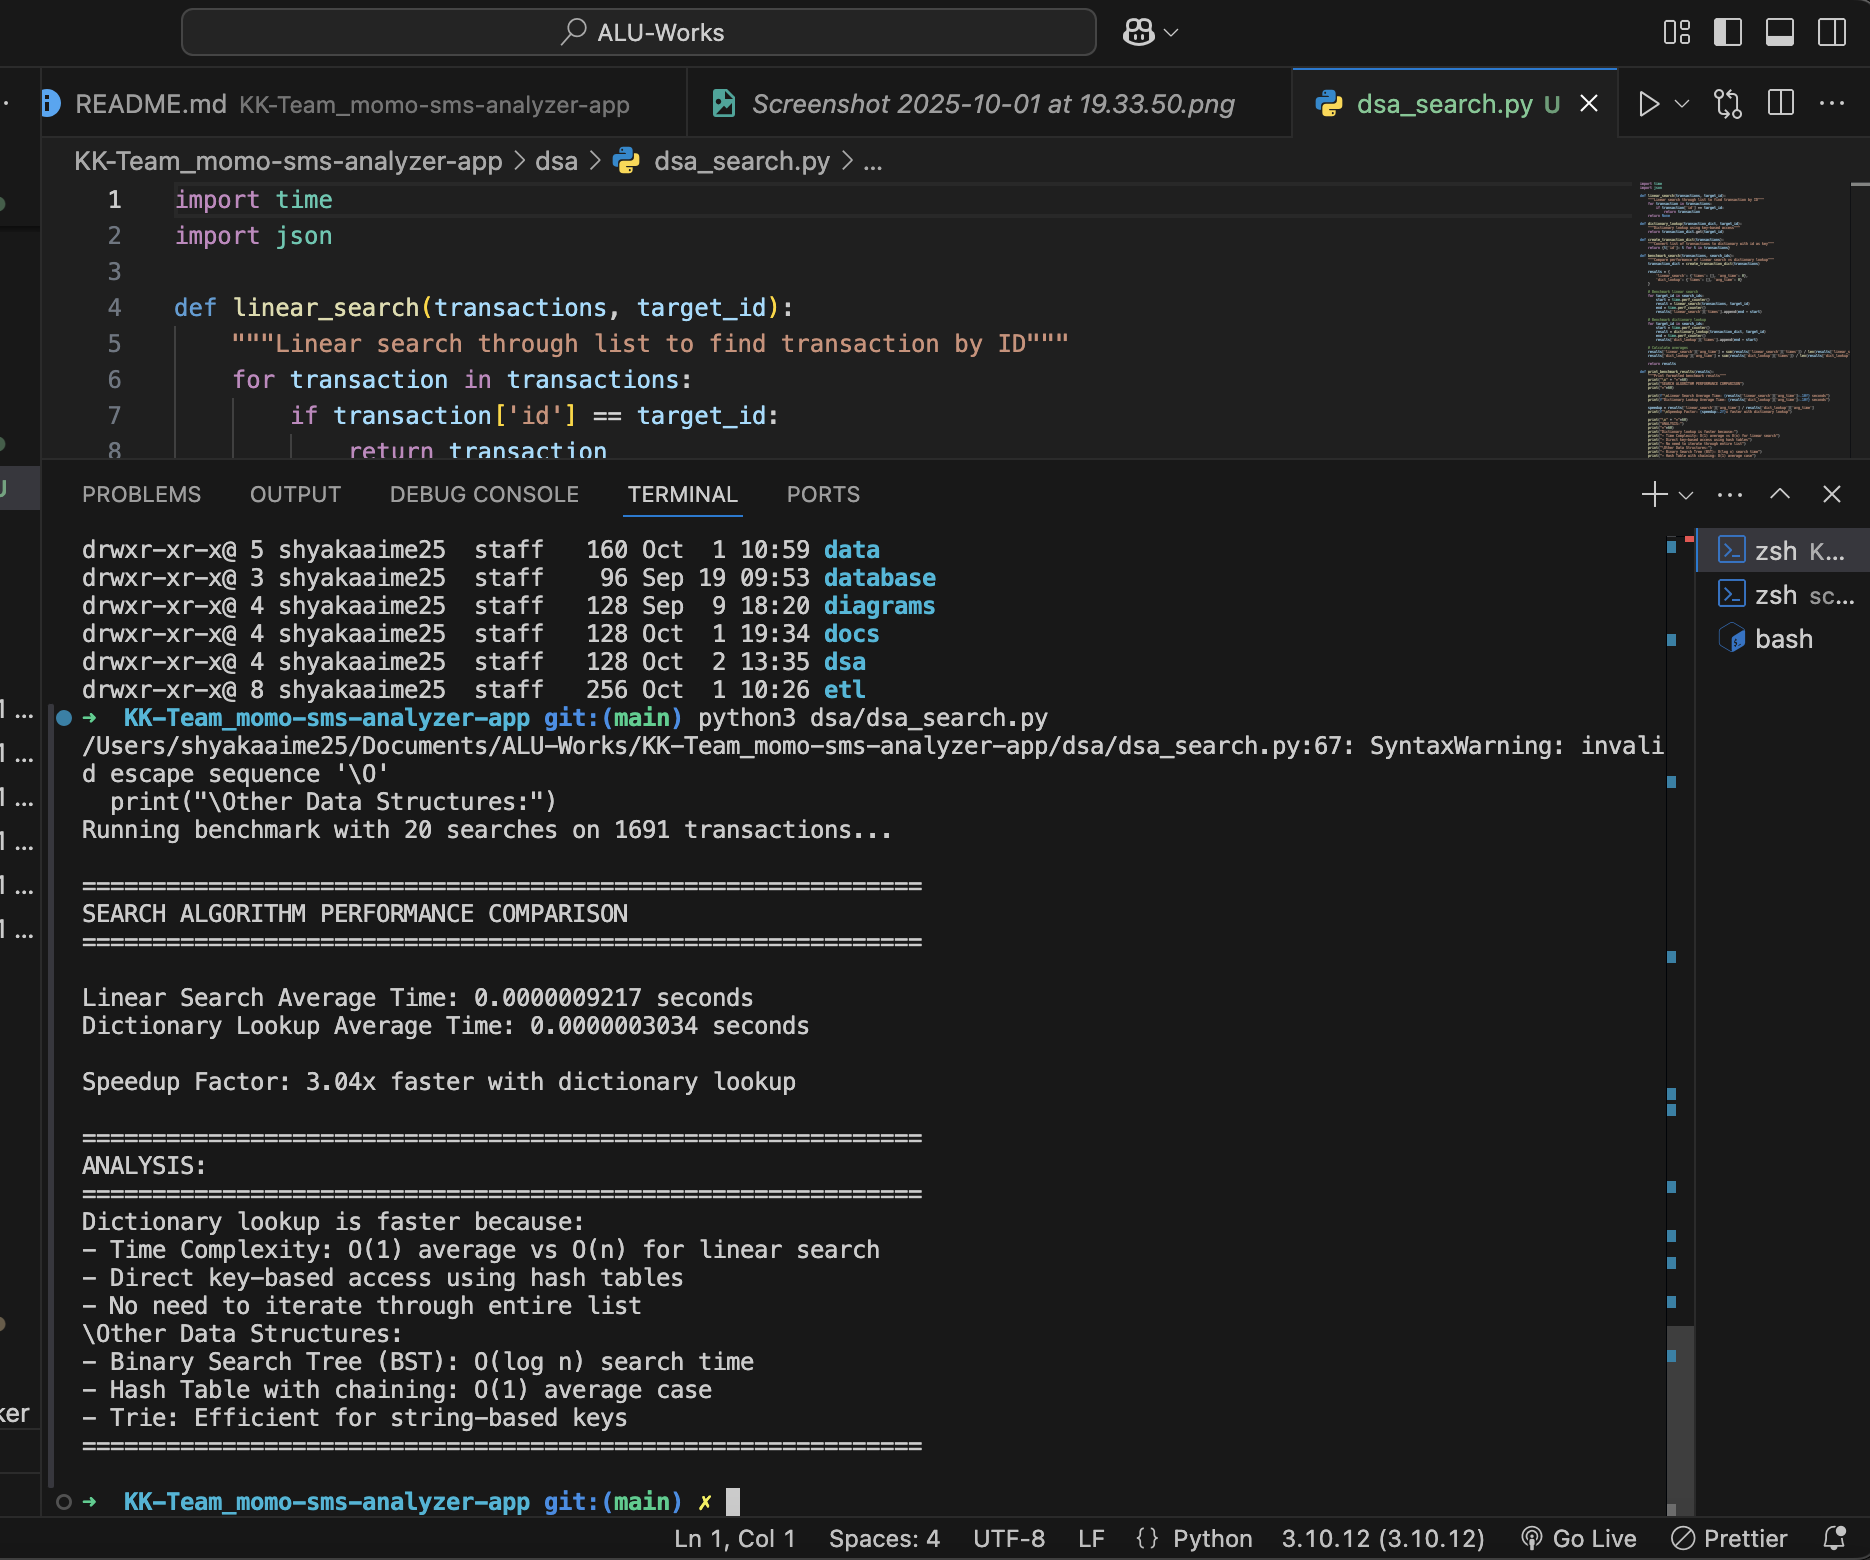 ALU-Works
README.md KK-Team_momo-sms-analyzer-app
Screenshot 2025-10-01 at 19.33.50.png
dsa_search.py U
KK-Team_momo-sms-analyzer-app > dsa > dsa_search.py > ...
1 import time
2 import json
3
4 def linear_search(transactions, target_id):
5 """Linear search through list to find transaction by ID"""
6 for transaction in transactions:
7 if transaction['id'] == target_id:
8 return transaction
PROBLEMS OUTPUT DEBUG CONSOLE TERMINAL PORTS
drwxr-xr-x@ 5 shyakaaime25 staff 160 Oct 1 10:59 data
drwxr-xr-x@ 3 shyakaaime25 staff 96 Sep 19 09:53 database
drwxr-xr-x@ 4 shyakaaime25 staff 128 Sep 9 18:20 diagrams
drwxr-xr-x@ 4 shyakaaime25 staff 128 Oct 1 19:34 docs
drwxr-xr-x@ 4 shyakaaime25 staff 128 Oct 2 13:35 dsa
drwxr-xr-x@ 8 shyakaaime25 staff 256 Oct 1 10:26 etl
➜ KK-Team_momo-sms-analyzer-app git:(main) python3 dsa/dsa_search.py
/Users/shyakaaime25/Documents/ALU-Works/KK-Team_momo-sms-analyzer-app/dsa/dsa_search.py:67: SyntaxWarning: invali
d escape sequence '\O'
print("\Other Data Structures:")
Running benchmark with 20 searches on 1691 transactions...
============================================================
SEARCH ALGORITHM PERFORMANCE COMPARISON
============================================================
Linear Search Average Time: 0.0000009217 seconds
Dictionary Lookup Average Time: 0.0000003034 seconds
Speedup Factor: 3.04x faster with dictionary lookup
============================================================
ANALYSIS:
============================================================
Dictionary lookup is faster because:
- Time Complexity: O(1) average vs O(n) for linear search
- Direct key-based access using hash tables
- No need to iterate through entire list
\Other Data Structures:
- Binary Search Tree (BST): O(log n) search time
- Hash Table with chaining: O(1) average case
- Trie: Efficient for string-based keys
============================================================
➜ KK-Team_momo-sms-analyzer-app git:(main) ✗
zsh K...
zsh sc...
bash
ker
Ln 1, Col 1 Spaces: 4 UTF-8 LF {} Python 3.10.12 (3.10.12) Go Live Prettier